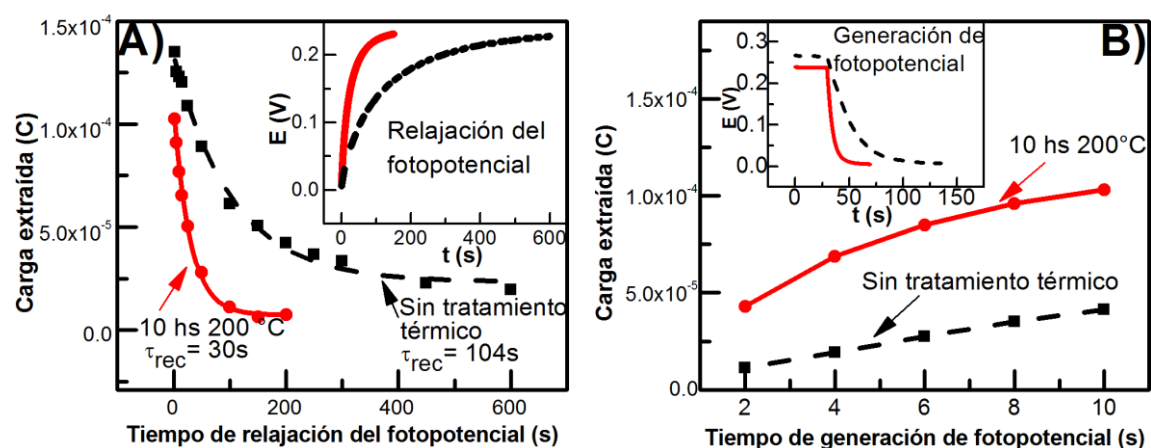 A)
1.5x10-4
1.0x10-4
5.0x10-5
0.0
Carga extraída (C)
0 200 400 600
Tiempo de relajación del fotopotencial (s)
10 hs 200 °C
τrec= 30s
Sin tratamiento
térmico
τrec= 104s
0.2
0.1
0.0
E (V)
Relajación del
fotopotencial
0 200 400 600
t (s)
B)
1.5x10-4
1.0x10-4
5.0x10-5
0.0
Carga extraída (C)
2 4 6 8 10
Tiempo de generación de fotopotencial (s)
10 hs 200°C
Sin tratamiento térmico
0.3
0.2
0.1
0.0
E (V)
Generación de
fotopotencial
0 50 100 150
t (s)